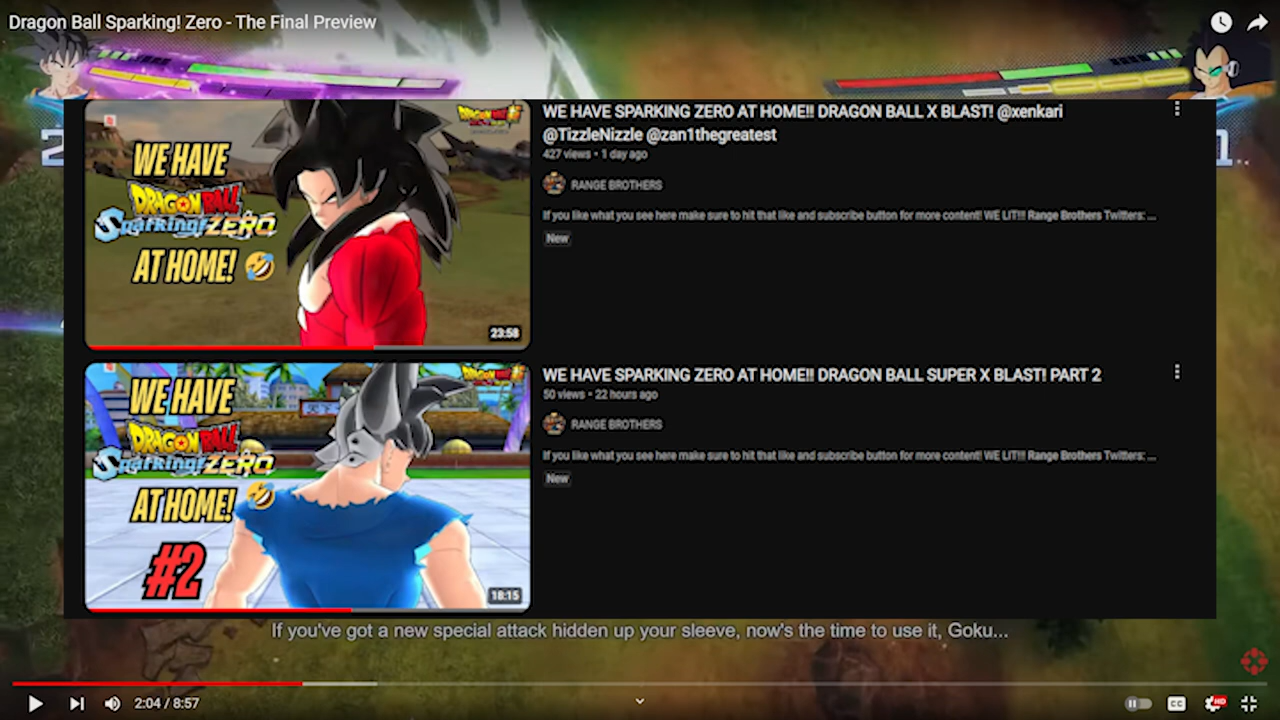 Dragon Ball Sparking! Zero - The Final Preview
2
1..
WE HAVE
DRAGON BALL
Sparking! ZERO
AT HOME!
23:58
WE HAVE SPARKING ZERO AT HOME!! DRAGON BALL X BLAST! @xenkari
@TizzleNizzle @zan1thegreatest
427 views • 1 day ago
RANGE BROTHERS
If you like what you see here make sure to hit that like and subscribe button for more content! WE LIT!!! Range Brothers Twitters: ...
New
WE HAVE
DRAGON BALL
Sparking! ZERO
AT HOME!
#2
18:15
WE HAVE SPARKING ZERO AT HOME!! DRAGON BALL SUPER X BLAST! PART 2
50 views • 22 hours ago
RANGE BROTHERS
If you like what you see here make sure to hit that like and subscribe button for more content! WE LIT!!! Range Brothers Twitters: ...
New
If you've got a new special attack hidden up your sleeve, now's the time to use it, Goku...
2:04 / 8:57
CC
HD